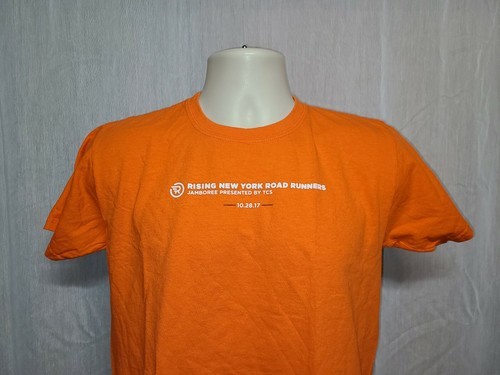 RISING NEW YORK ROAD RUNNERS
JAMBOREE PRESENTED BY TCS
10.28.17